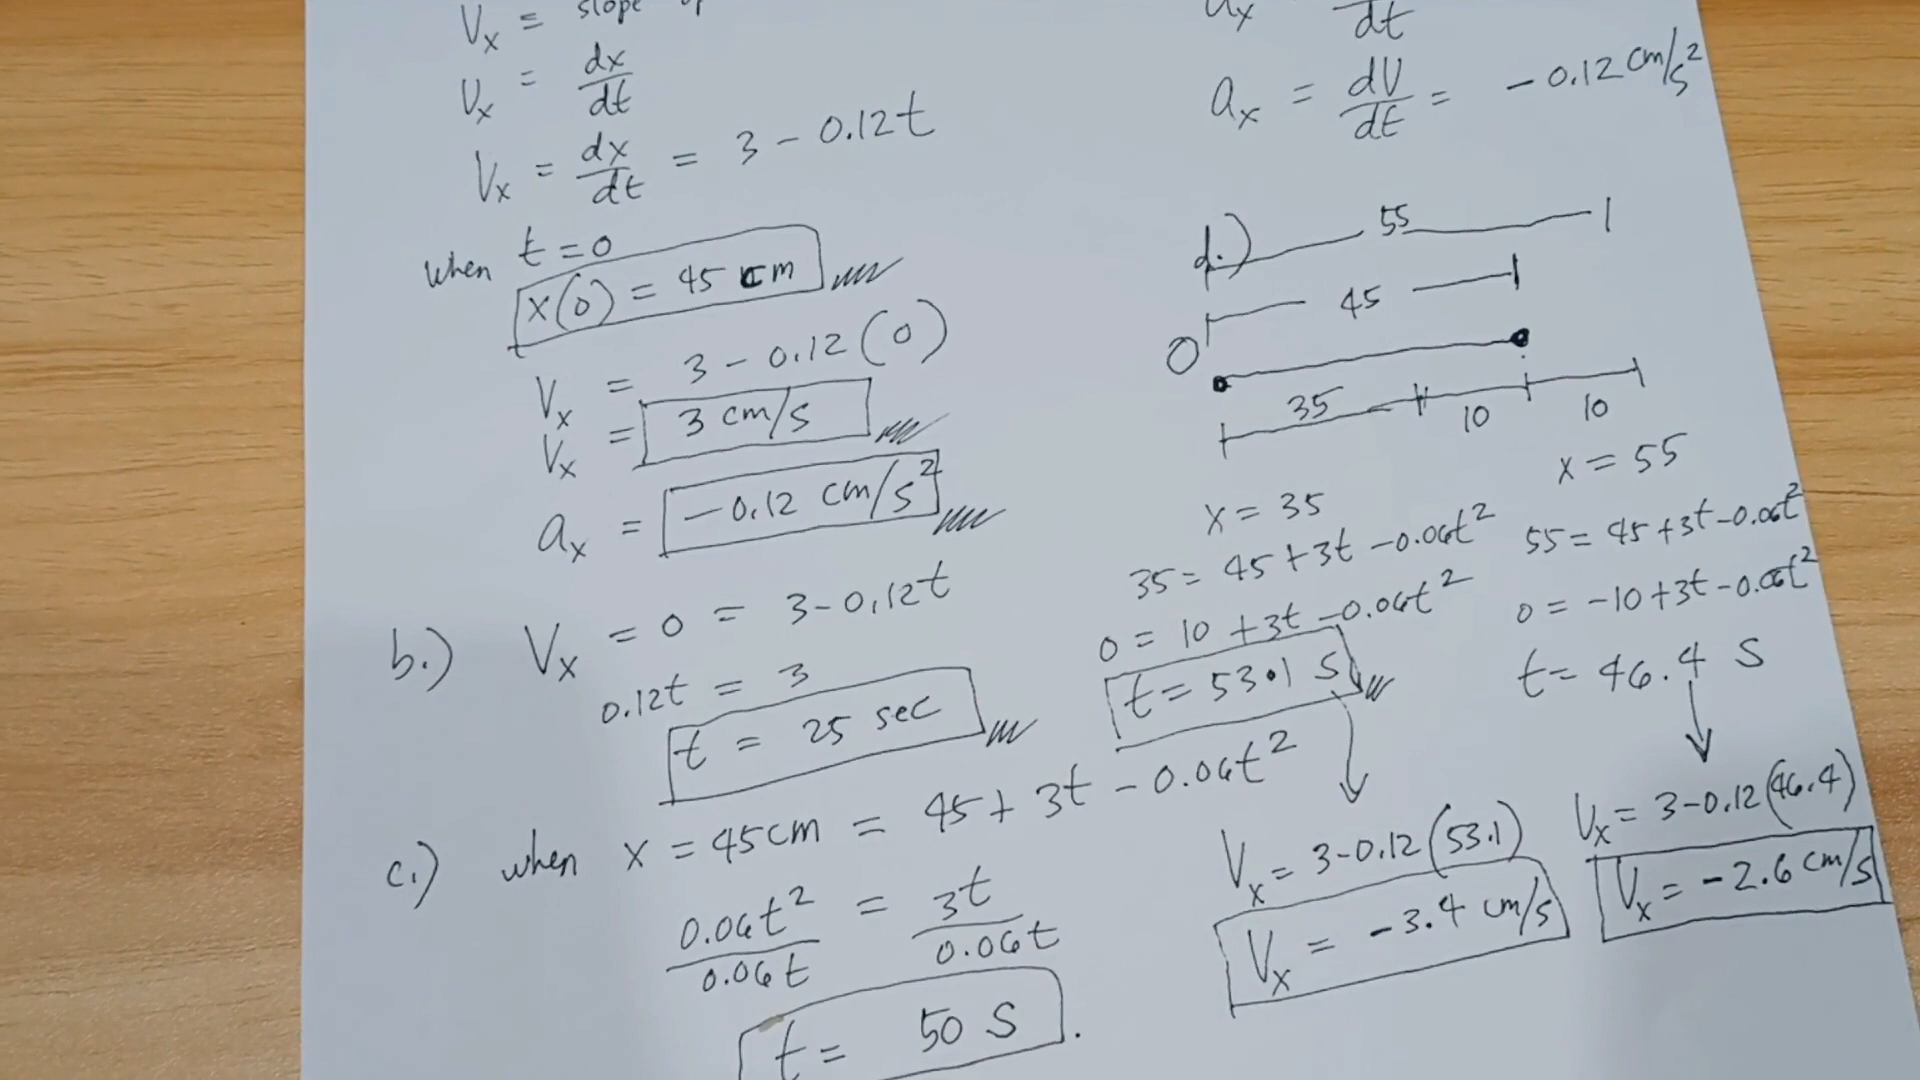 Vx = slope
Vx = dx/dt
Vx = dx/dt = 3 - 0.12t
when t = 0
x(0) = 45 cm
Vx = 3 - 0.12(0)
Vx = 3 cm/s
ax = -0.12 cm/s²
b.) Vx = 0 = 3 - 0.12t
0.12t = 3
t = 25 sec
c.) when x = 45cm = 45 + 3t - 0.06t²
0.06t²/0.06t = 3t/0.06t
t = 50 s.
ax dt
ax = dV/dt = -0.12 cm/s²
d.) 55
45
0
35 10 10
x = 35
35 = 45 + 3t - 0.06t²
0 = 10 + 3t - 0.06t²
t = 53.1 s
Vx = 3 - 0.12(53.1)
Vx = -3.4 cm/s
x = 55
55 = 45 + 3t - 0.06t²
0 = -10 + 3t - 0.06t²
t = 46.4 s
Vx = 3 - 0.12(46.4)
Vx = -2.6 cm/s